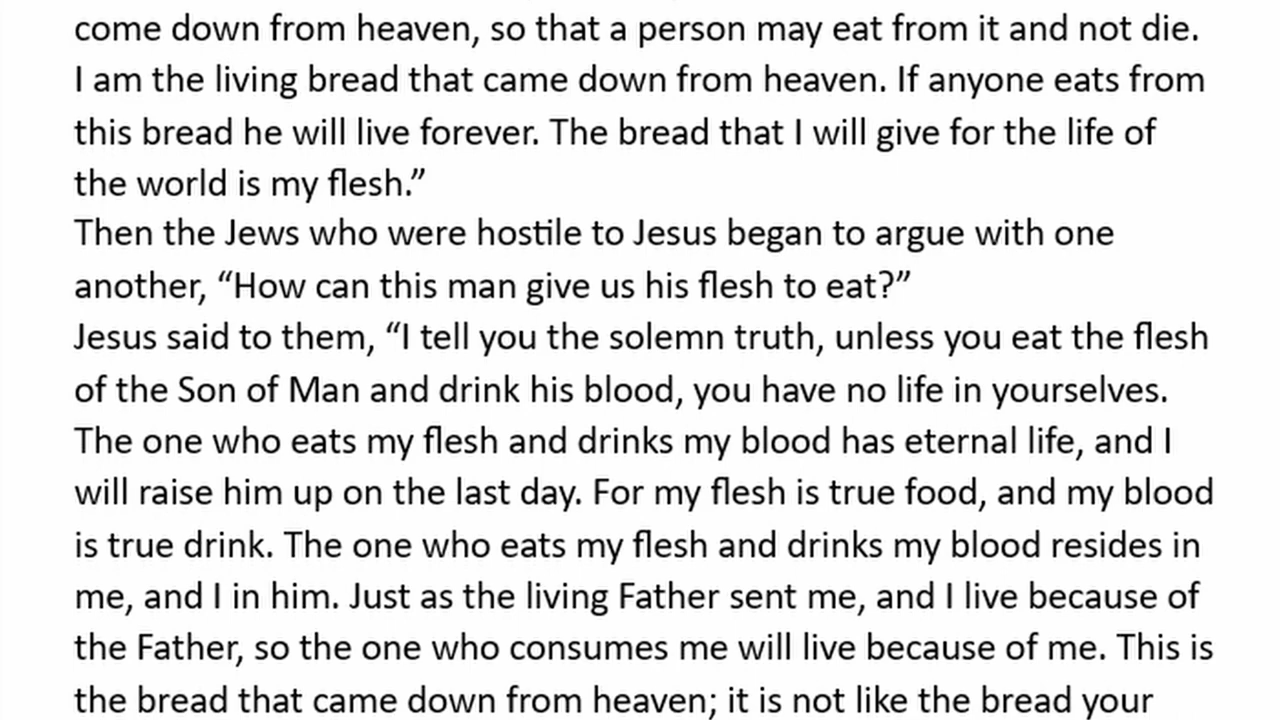 come down from heaven, so that a person may eat from it and not die.
I am the living bread that came down from heaven. If anyone eats from
this bread he will live forever. The bread that I will give for the life of
the world is my flesh.”
Then the Jews who were hostile to Jesus began to argue with one
another, “How can this man give us his flesh to eat?”
Jesus said to them, “I tell you the solemn truth, unless you eat the flesh
of the Son of Man and drink his blood, you have no life in yourselves.
The one who eats my flesh and drinks my blood has eternal life, and I
will raise him up on the last day. For my flesh is true food, and my blood
is true drink. The one who eats my flesh and drinks my blood resides in
me, and I in him. Just as the living Father sent me, and I live because of
the Father, so the one who consumes me will live because of me. This is
the bread that came down from heaven; it is not like the bread your